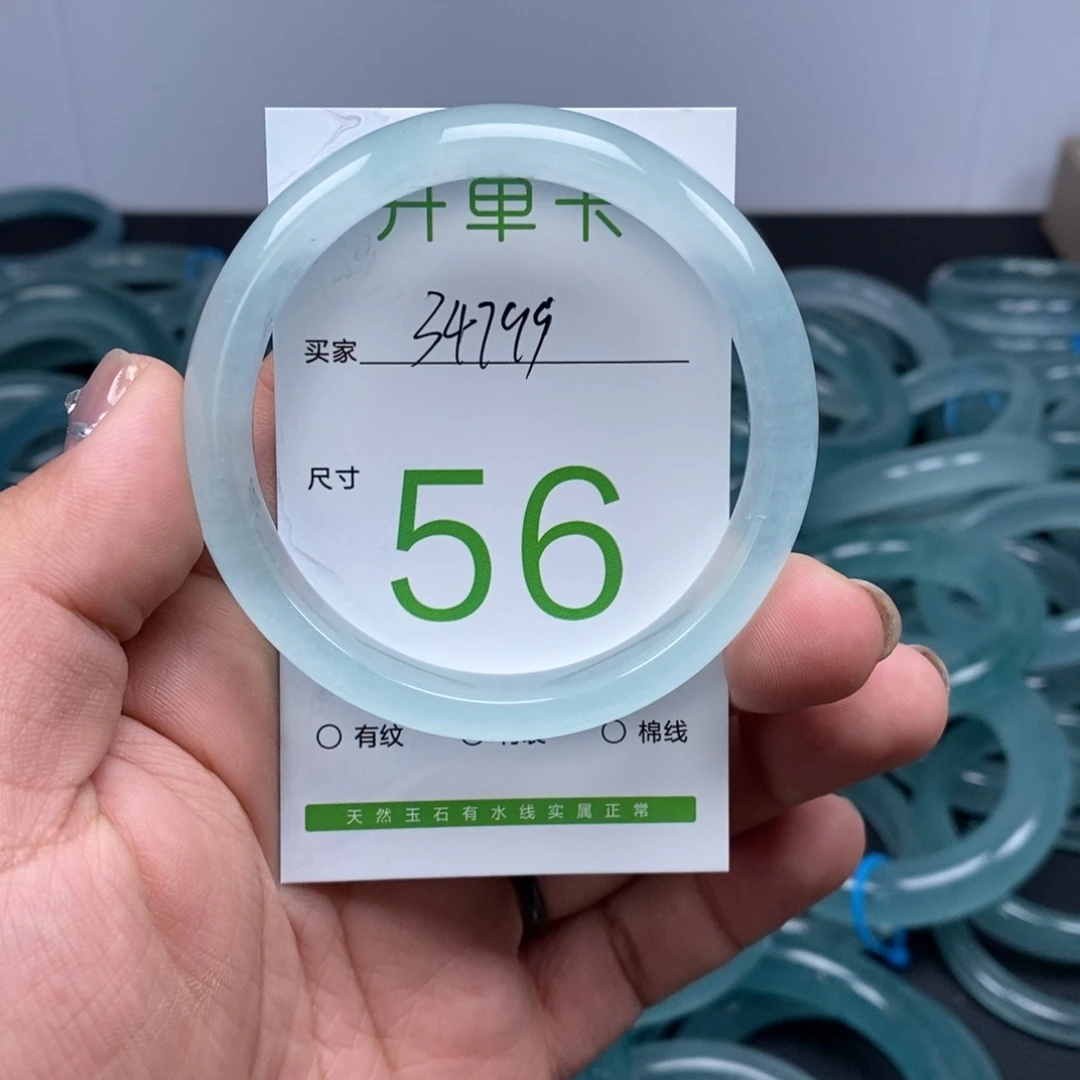 开单卡
买家 34799
尺寸 56
有纹 棉线
天然玉石有水线实属正常